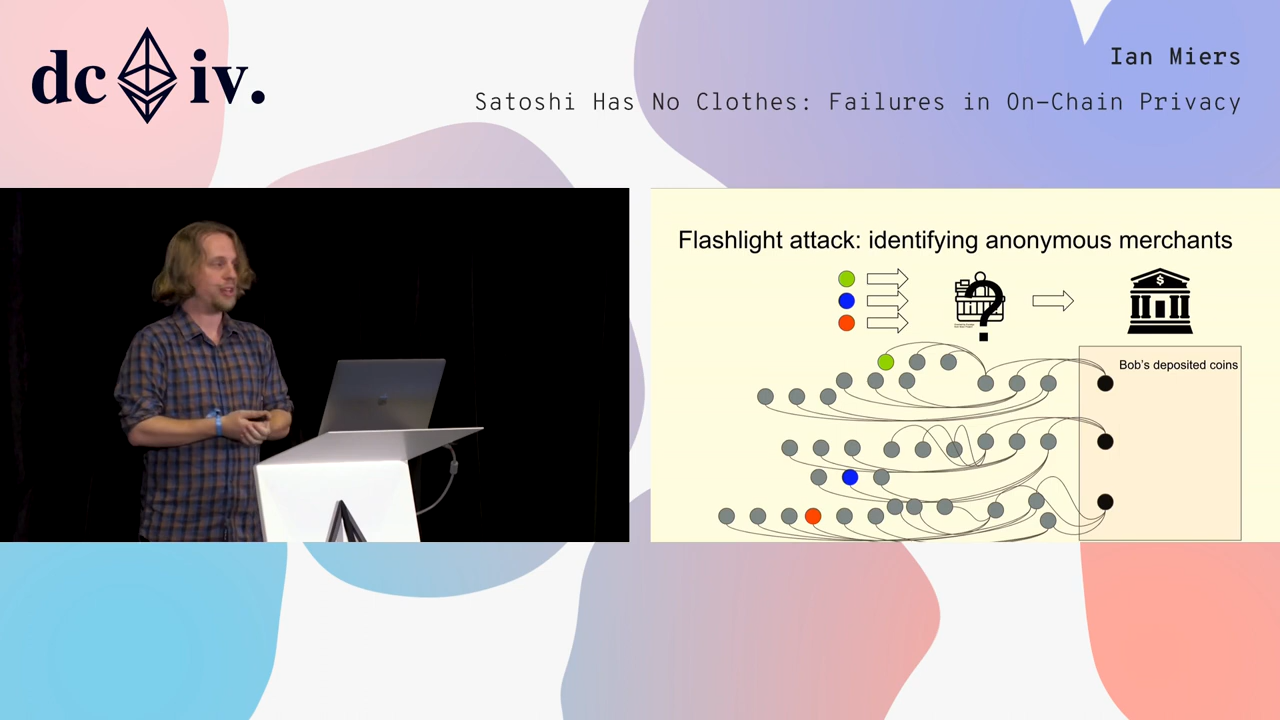 dc iv.
Ian Miers
Satoshi Has No Clothes: Failures in On-Chain Privacy
Flashlight attack: identifying anonymous merchants
?
$
Bob's deposited coins